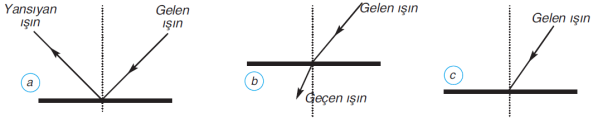 Yansıyan
ışın
Gelen
ışın
a
Gelen ışın
b
Geçen ışın
Gelen ışın
c